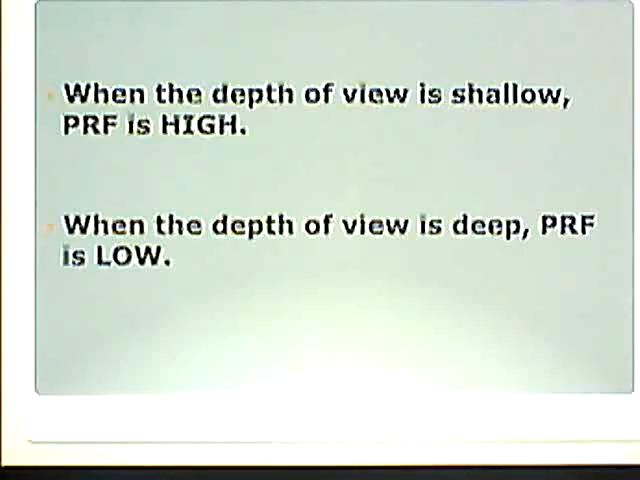 When the depth of view is shallow,
PRF is HIGH.
When the depth of view is deep, PRF
is LOW.